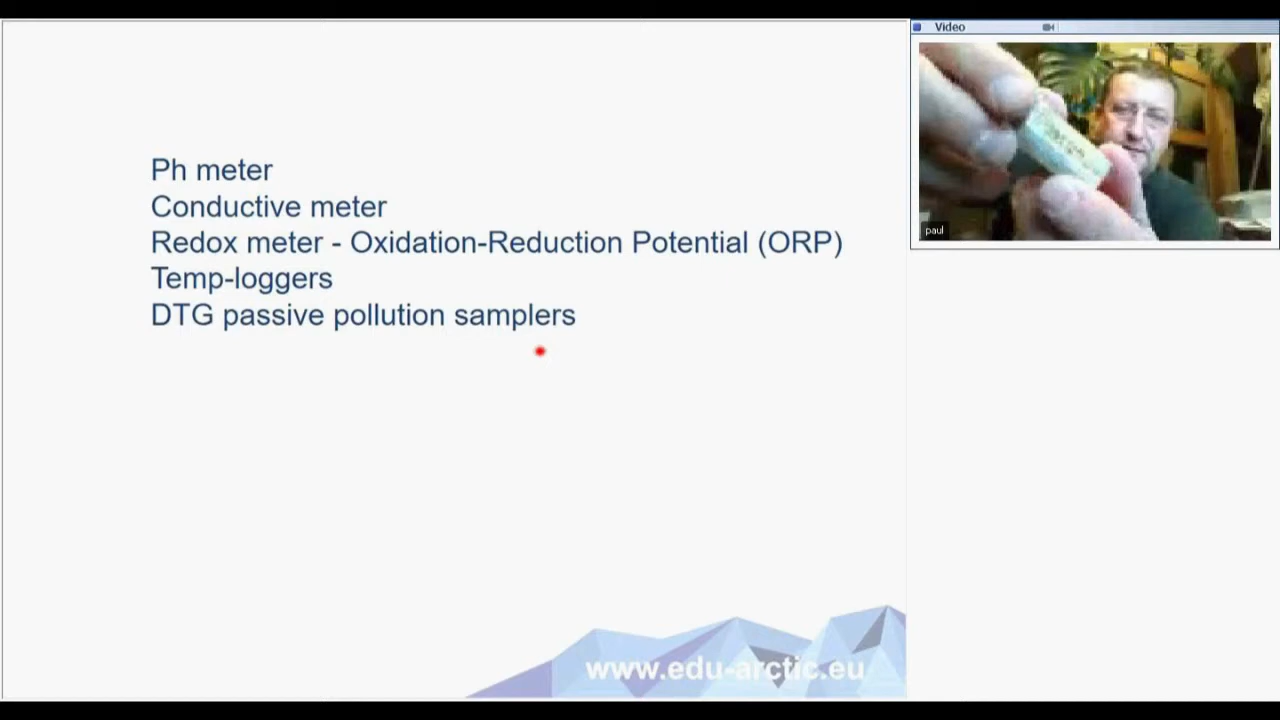 Video
Ph meter
Conductive meter
Redox meter - Oxidation-Reduction Potential (ORP)
Temp-loggers
DTG passive pollution samplers
paul
www.edu-arctic.eu